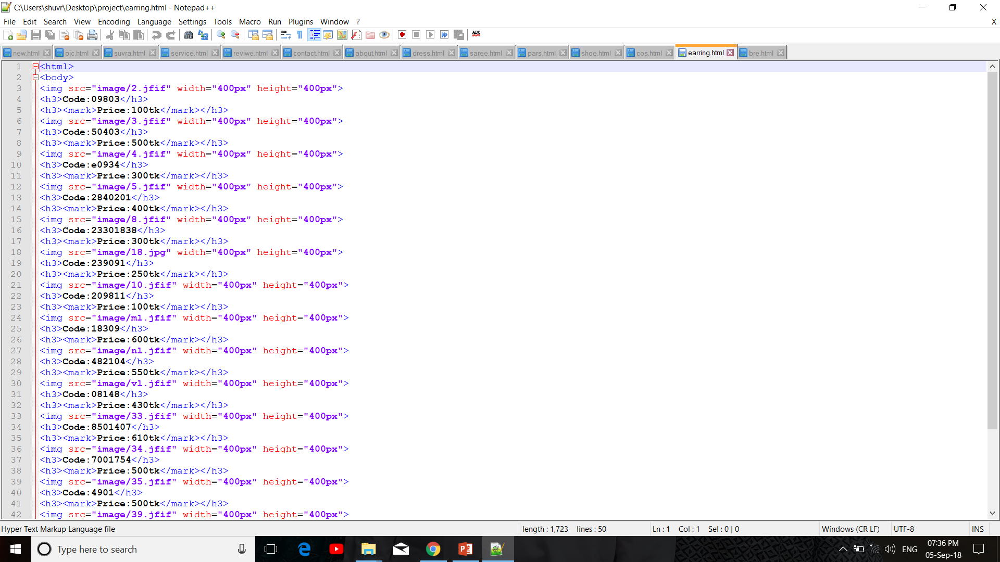 C:\Users\shuvr\Desktop\project\earring.html - Notepad++
File Edit Search View Encoding Language Settings Tools Macro Run Plugins Window ? X
ABC
new.html pic.html suvra.html service.html reviwe.html contact.html about.html dress.html saree.html pars.html shoe.html cos.html earring.html bre.html
1 <html>
2 <body>
3 <img src="image/2.jfif" width="400px" height="400px">
4 <h3>Code:09803</h3>
5 <h3><mark>Price:100tk</mark></h3>
6 <img src="image/3.jfif" width="400px" height="400px">
7 <h3>Code:50403</h3>
8 <h3><mark>Price:500tk</mark></h3>
9 <img src="image/4.jfif" width="400px" height="400px">
10 <h3>Code:e0934</h3>
11 <h3><mark>Price:300tk</mark></h3>
12 <img src="image/5.jfif" width="400px" height="400px">
13 <h3>Code:2840201</h3>
14 <h3><mark>Price:400tk</mark></h3>
15 <img src="image/8.jfif" width="400px" height="400px">
16 <h3>Code:23301838</h3>
17 <h3><mark>Price:300tk</mark></h3>
18 <img src="image/18.jpg" width="400px" height="400px">
19 <h3>Code:239091</h3>
20 <h3><mark>Price:250tk</mark></h3>
21 <img src="image/10.jfif" width="400px" height="400px">
22 <h3>Code:209811</h3>
23 <h3><mark>Price:100tk</mark></h3>
24 <img src="image/ml.jfif" width="400px" height="400px">
25 <h3>Code:18309</h3>
26 <h3><mark>Price:600tk</mark></h3>
27 <img src="image/nl.jfif" width="400px" height="400px">
28 <h3>Code:482104</h3>
29 <h3><mark>Price:550tk</mark></h3>
30 <img src="image/vl.jfif" width="400px" height="400px">
31 <h3>Code:08148</h3>
32 <h3><mark>Price:430tk</mark></h3>
33 <img src="image/33.jfif" width="400px" height="400px">
34 <h3>Code:8501407</h3>
35 <h3><mark>Price:610tk</mark></h3>
36 <img src="image/34.jfif" width="400px" height="400px">
37 <h3>Code:7001754</h3>
38 <h3><mark>Price:500tk</mark></h3>
39 <img src="image/35.jfif" width="400px" height="400px">
40 <h3>Code:4901</h3>
41 <h3><mark>Price:500tk</mark></h3>
42 <img src="image/39.jfif" width="400px" height="400px">
Hyper Text Markup Language file length : 1,723 lines : 50 Ln : 1 Col : 1 Sel : 0 | 0 Windows (CR LF) UTF-8 INS
Type here to search ENG 07:36 PM
05-Sep-18